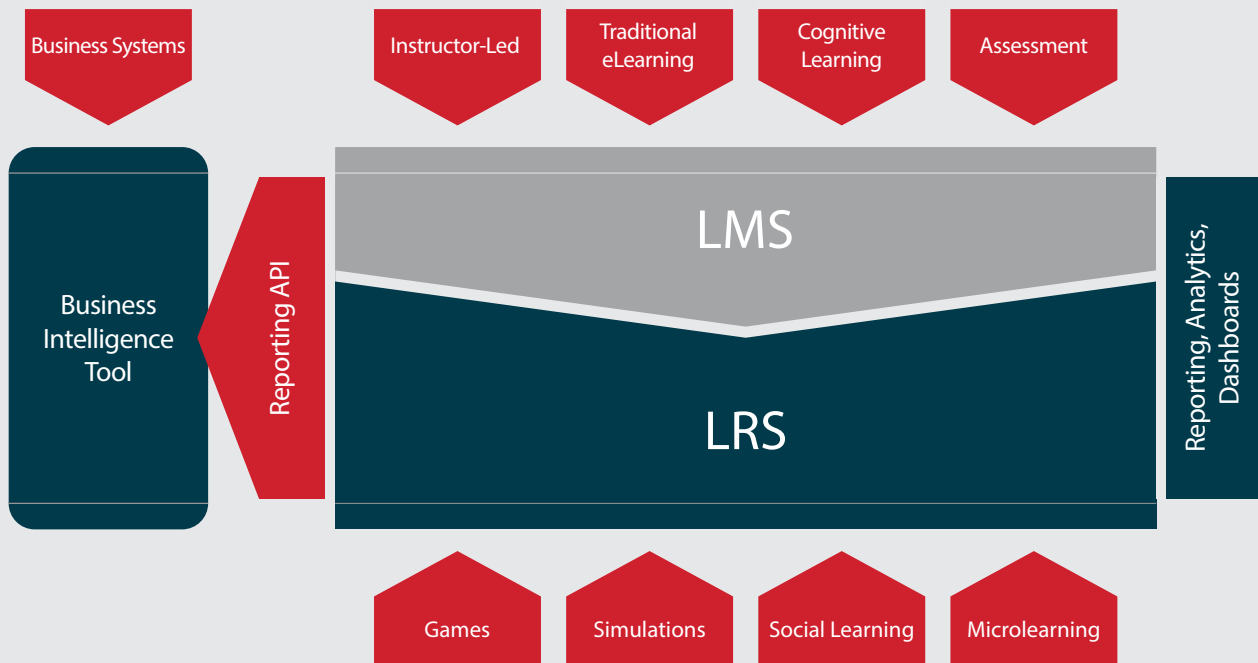 Business Systems
Instructor-Led
Traditional
eLearning
Cognitive
Learning
Assessment
Business
Intelligence
Tool
Reporting API
LMS
LRS
Reporting, Analytics,
Dashboards
Games
Simulations
Social Learning
Microlearning